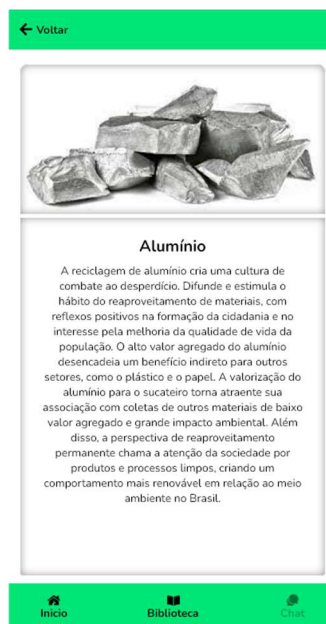 Voltar
Alumínio
A reciclagem de alumínio cria uma cultura de
combate ao desperdício. Difunde e estimula o
hábito do reaproveitamento de materiais, com
reflexos positivos na formação da cidadania e no
interesse pela melhoria da qualidade de vida da
população. O alto valor agregado do alumínio
desencadeia um benefício indireto para outros
setores, como o plástico e o papel. A valorização do
alumínio para o sucateiro torna atraente sua
associação com coletas de outros materiais de baixo
valor agregado e grande impacto ambiental. Além
disso, a perspectiva de reaproveitamento
permanente chama a atenção da sociedade por
produtos e processos limpos, criando um
comportamento mais renovável em relação ao meio
ambiente no Brasil.
Inicio
Biblioteca
Chat